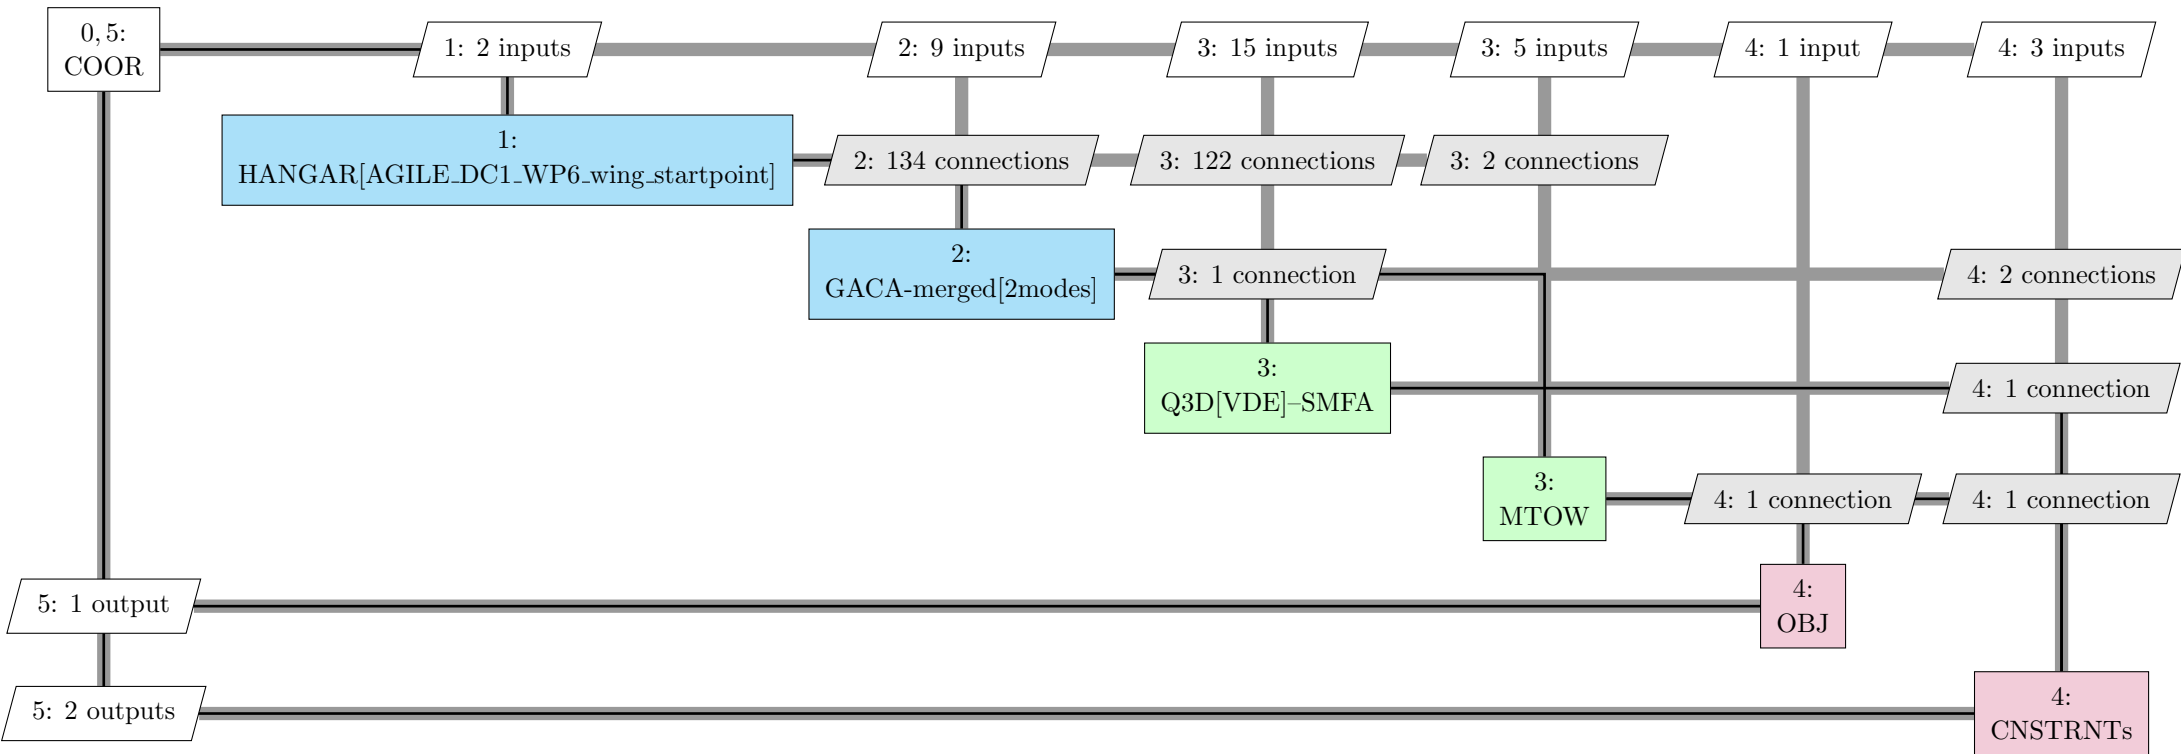 0, 5:
COOR
1: 2 inputs
2: 9 inputs
3: 15 inputs
3: 5 inputs
4: 1 input
4: 3 inputs
1:
HANGAR[AGILE_DC1_WP6_wing_startpoint]
2: 134 connections
3: 122 connections
3: 2 connections
2:
GACA-merged[2modes]
3: 1 connection
4: 2 connections
3:
Q3D[VDE]–SMFA
4: 1 connection
3:
MTOW
4: 1 connection
4: 1 connection
5: 1 output
4:
OBJ
5: 2 outputs
4:
CNSTRNTs